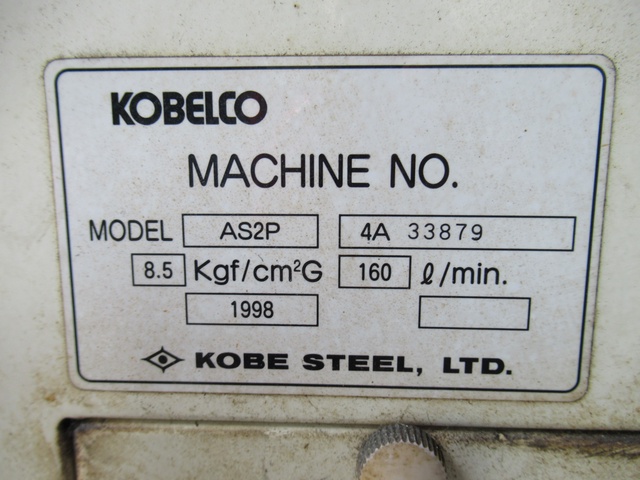 KOBELCO
MACHINE NO.
MODEL AS2P 4A 33879
8.5 Kgf/cm²G 160 ℓ/min.
1998
KOBE STEEL, LTD.